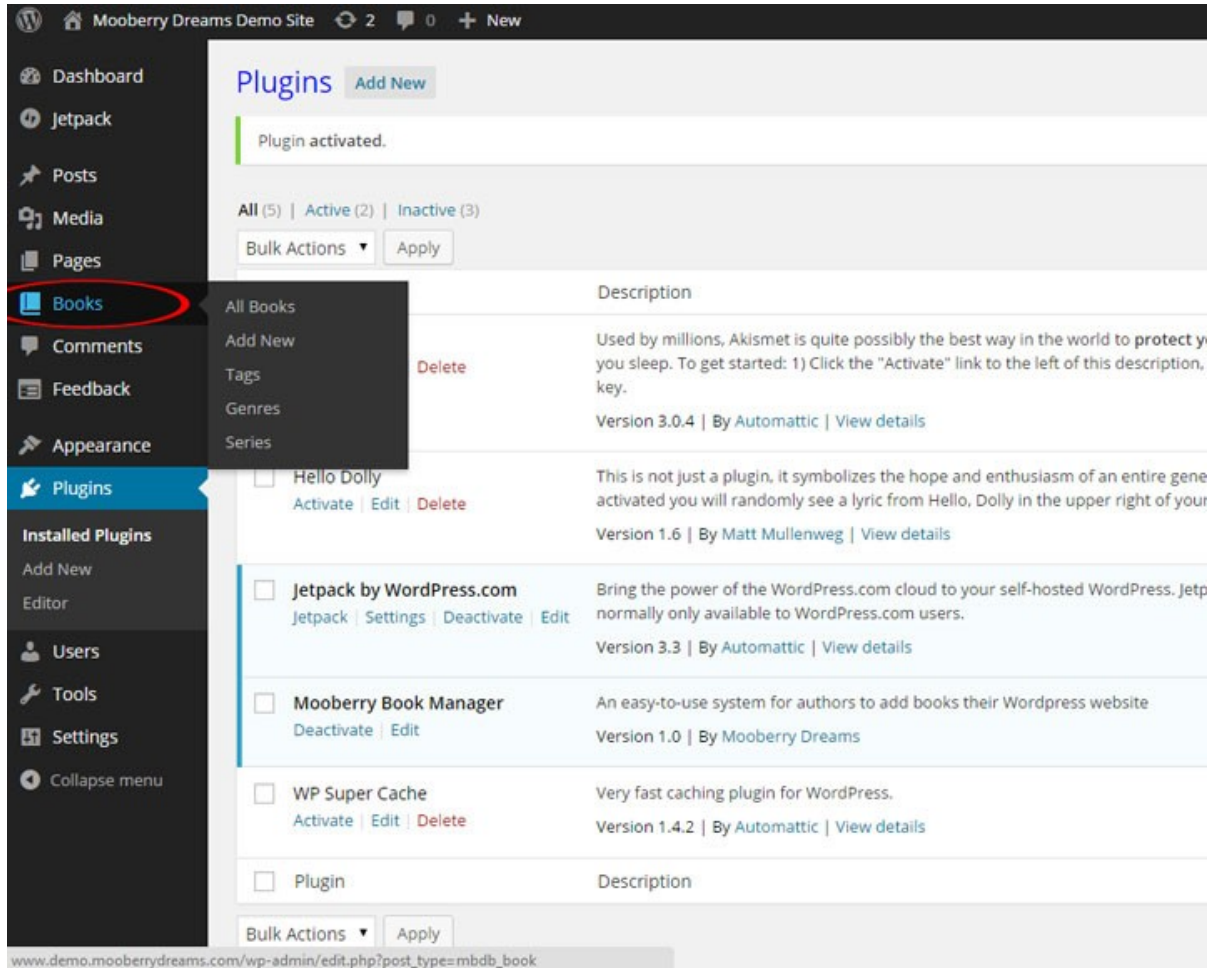 Mooberry Dreams Demo Site 2 0 + New
Dashboard
Jetpack
Posts
Media
Pages
Books
Comments
Feedback
Appearance
Plugins
Installed Plugins
Add New
Editor
Users
Tools
Settings
Collapse menu
All Books
Add New
Tags
Genres
Series
Plugins Add New
Plugin activated.
All (5) | Active (2) | Inactive (3)
Bulk Actions Apply
Description
Delete
Used by millions, Akismet is quite possibly the best way in the world to protect
you sleep. To get started: 1) Click the "Activate" link to the left of this description,
key.
Version 3.0.4 | By Automattic | View details
Hello Dolly
Activate | Edit | Delete
This is not just a plugin, it symbolizes the hope and enthusiasm of an entire
activated you will randomly see a lyric from Hello, Dolly in the upper right of
Version 1.6 | By Matt Mullenweg | View details
Jetpack by WordPress.com
Jetpack | Settings | Deactivate | Edit
Bring the power of the WordPress.com cloud to your self-hosted WordPress.
normally only available to WordPress.com users.
Version 3.3 | By Automattic | View details
Mooberry Book Manager
Deactivate | Edit
An easy-to-use system for authors to add books their Wordpress website
Version 1.0 | By Mooberry Dreams
WP Super Cache
Activate | Edit | Delete
Very fast caching plugin for WordPress.
Version 1.4.2 | By Automattic | View details
Plugin Description
Bulk Actions Apply
www.demo.mooberrydreams.com/wp-admin/edit.php?post_type=mbdb_book